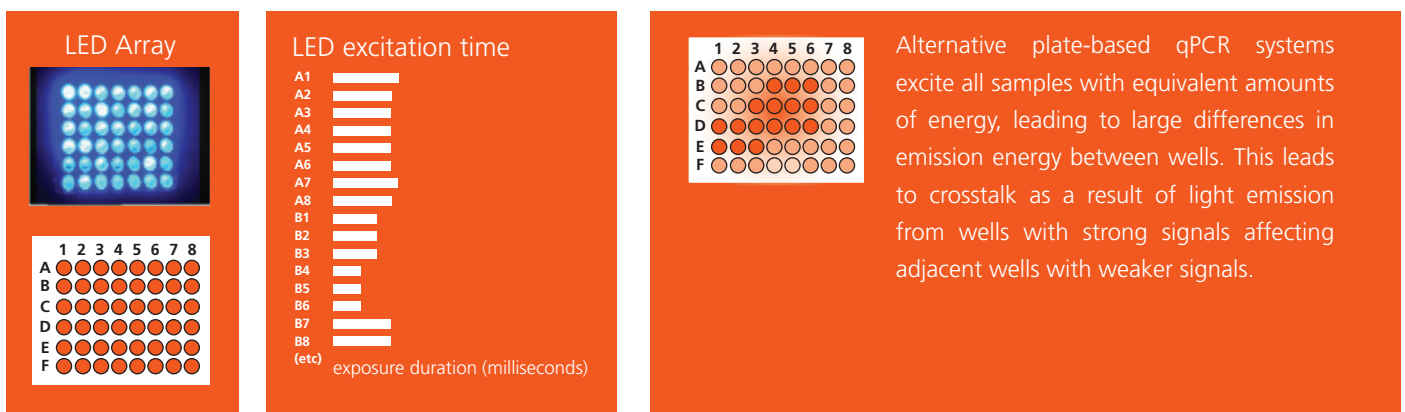 LED Array
1 2 3 4 5 6 7 8
A
B
C
D
E
F
LED excitation time
A1
A2
A3
A4
A5
A6
A7
A8
B1
B2
B3
B4
B5
B6
B7
B8
(etc)
exposure duration (milliseconds)
1 2 3 4 5 6 7 8
A
B
C
D
E
F
Alternative plate-based qPCR systems
excite all samples with equivalent amounts
of energy, leading to large differences in
emission energy between wells. This leads
to crosstalk as a result of light emission
from wells with strong signals affecting
adjacent wells with weaker signals.